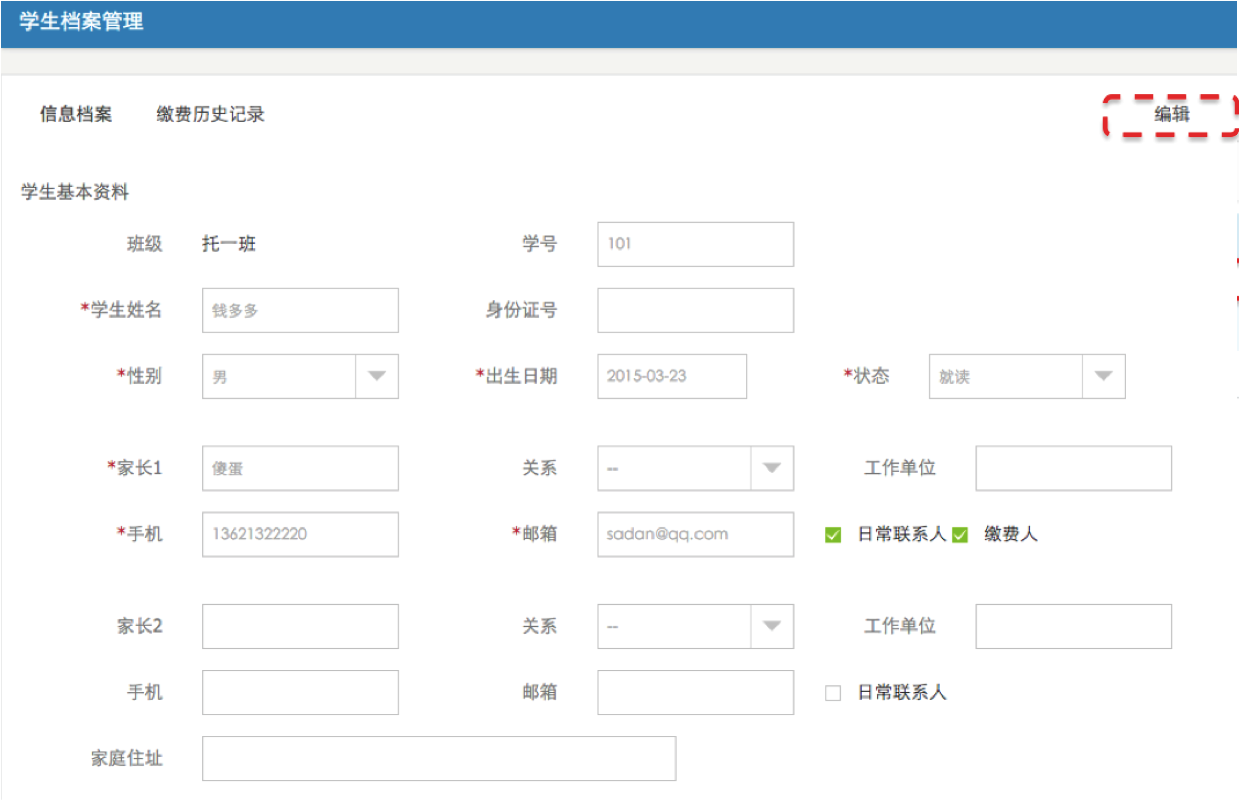 学生档案管理
信息档案 缴费历史记录 编辑
学生基本资料
班级 托一班 学号 101
*学生姓名 钱多多 身份证号
*性别 男 *出生日期 2015-03-23 *状态 就读
*家长1 傻蛋 关系 -- 工作单位
*手机 13621322220 *邮箱 sadan@qq.com 日常联系人 缴费人
家长2 关系 -- 工作单位
手机 邮箱 日常联系人
家庭住址